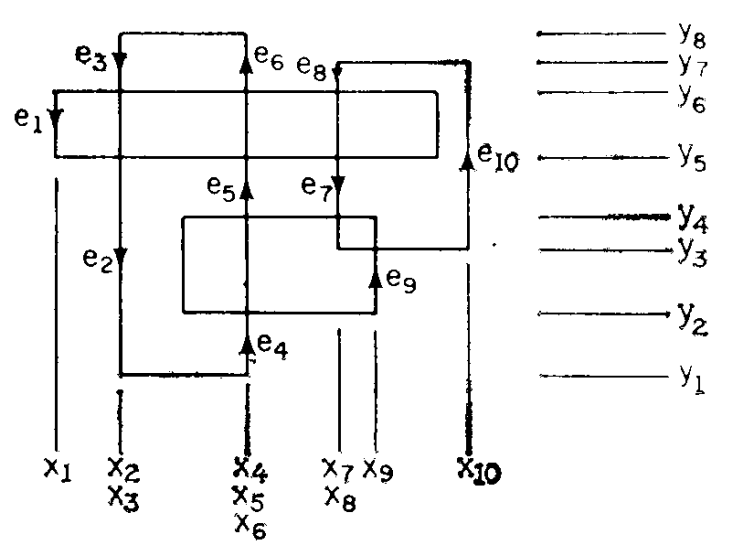 e3 e6 e8 y8
y7
e1 y6
e10 y5
e5 e7
y4
e2 y3
e9
y2
e4
y1
x1 x2 x4 x7 x9 x10
x3 x5 x8
x6